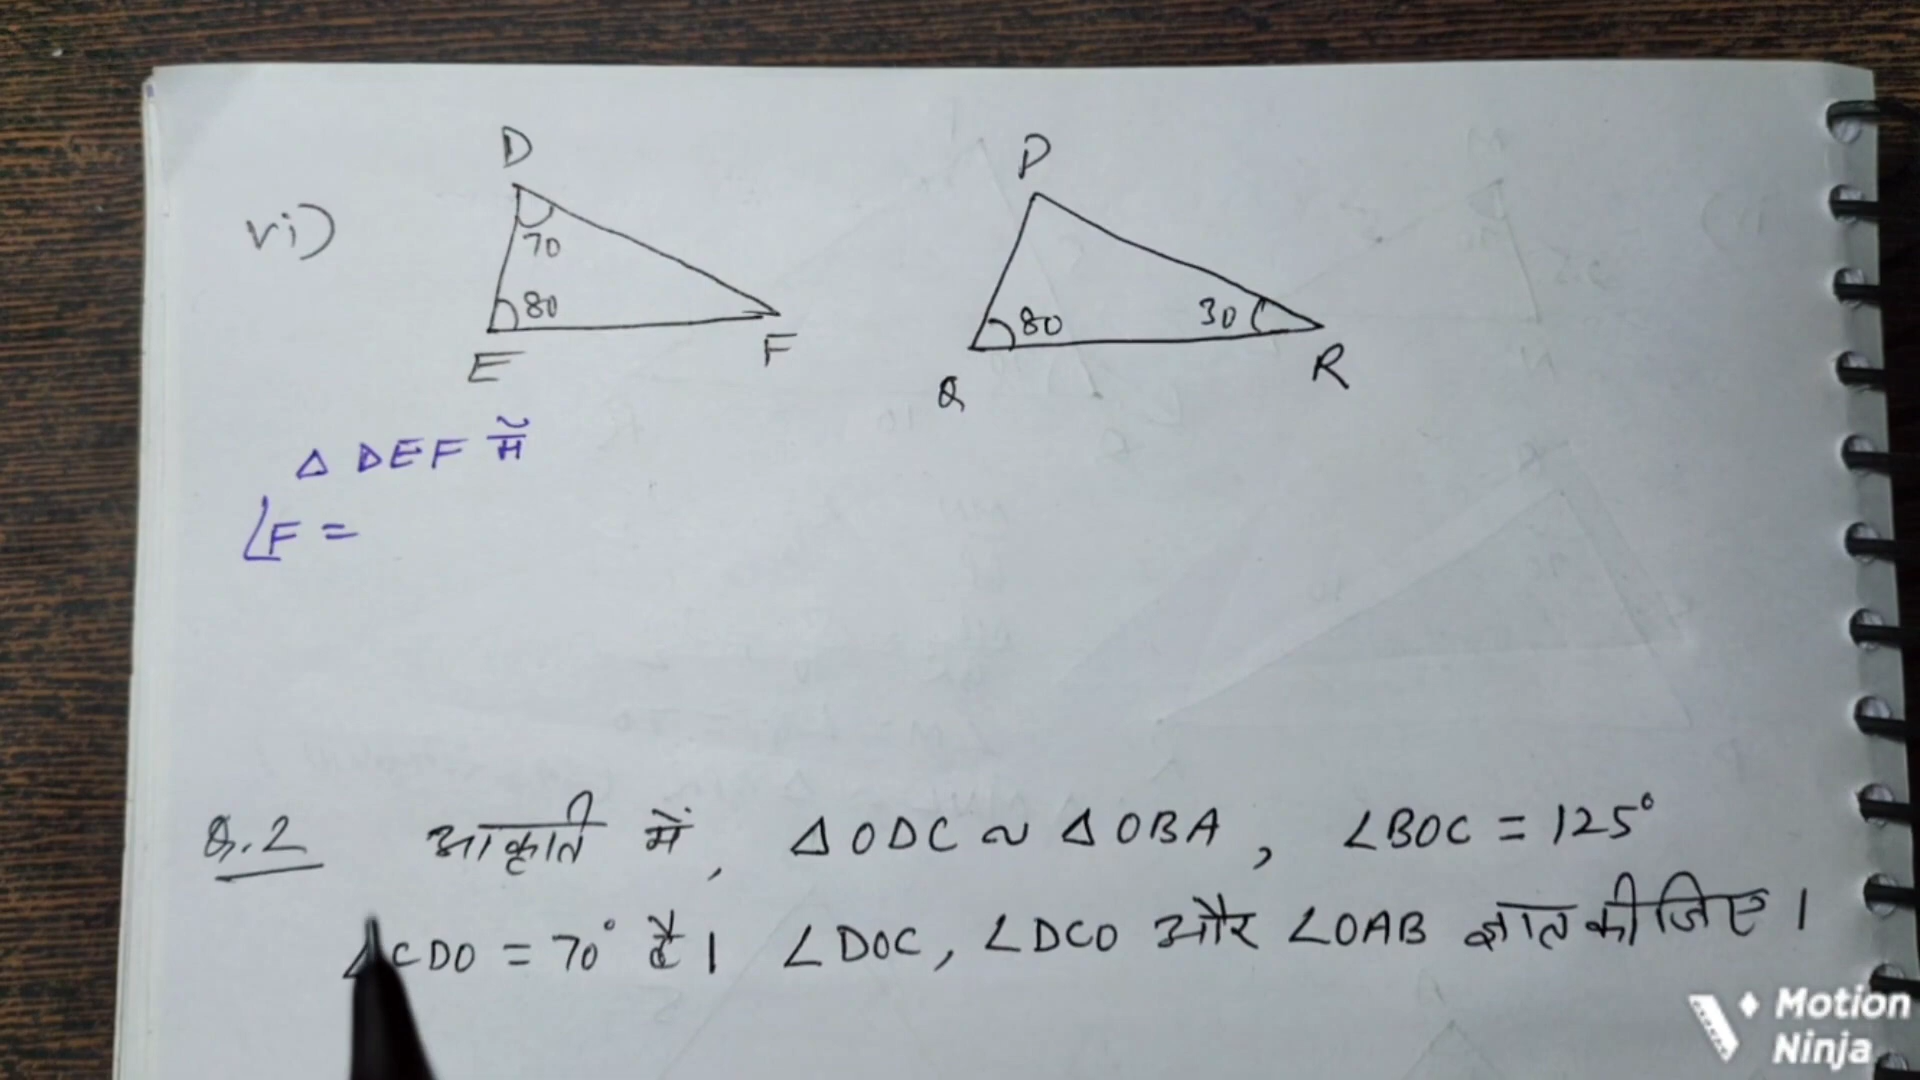 vi)
D
70
80
E
F
P
80
30
Q
R
△ DEF में
∠F =
Q.2 आकृति में, △ODC ~ △OBA, ∠BOC = 125°
∠CDO = 70° है। ∠DOC, ∠DCO और ∠OAB ज्ञात कीजिए।
Motion
Ninja